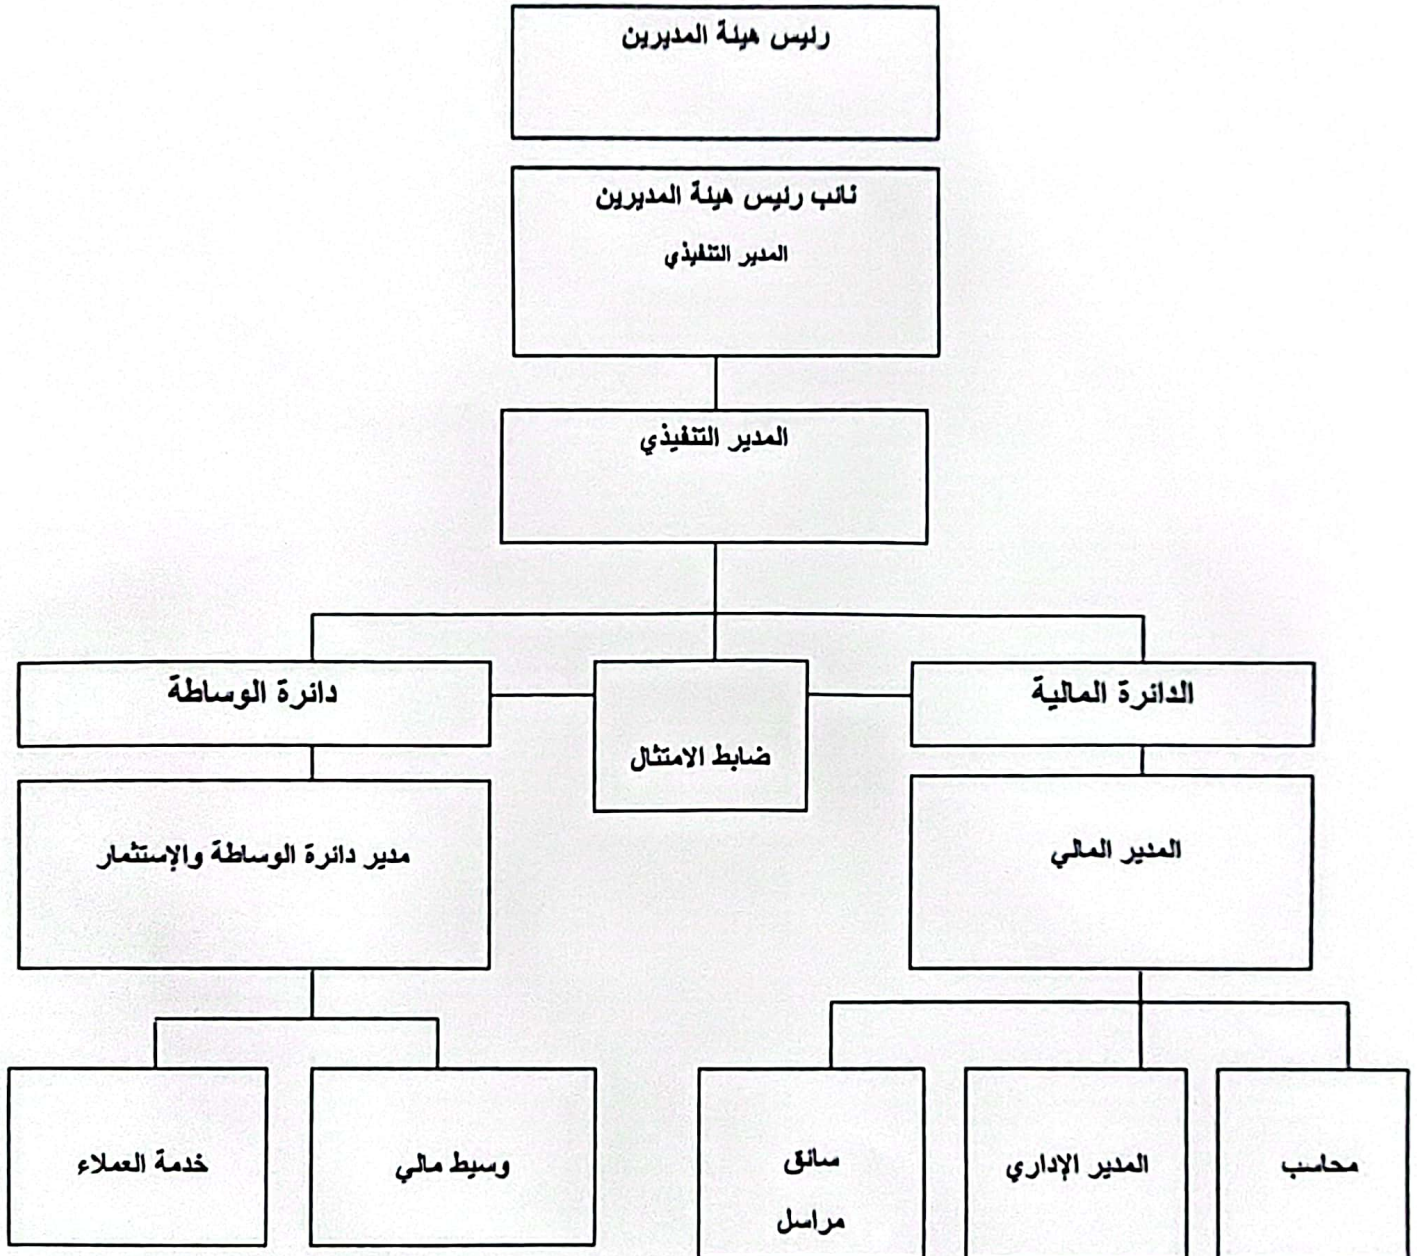 رئيس هيئة المديرين
نائب رئيس هيئة المديرين
المدير التنفيذي
المدير التنفيذي
الدائرة المالية
دائرة الوساطة
ضابط الامتثال
المدير المالي
مدير دائرة الوساطة والإستثمار
محاسب
المدير الإداري
سائق
مراسل
وسيط مالي
خدمة العملاء